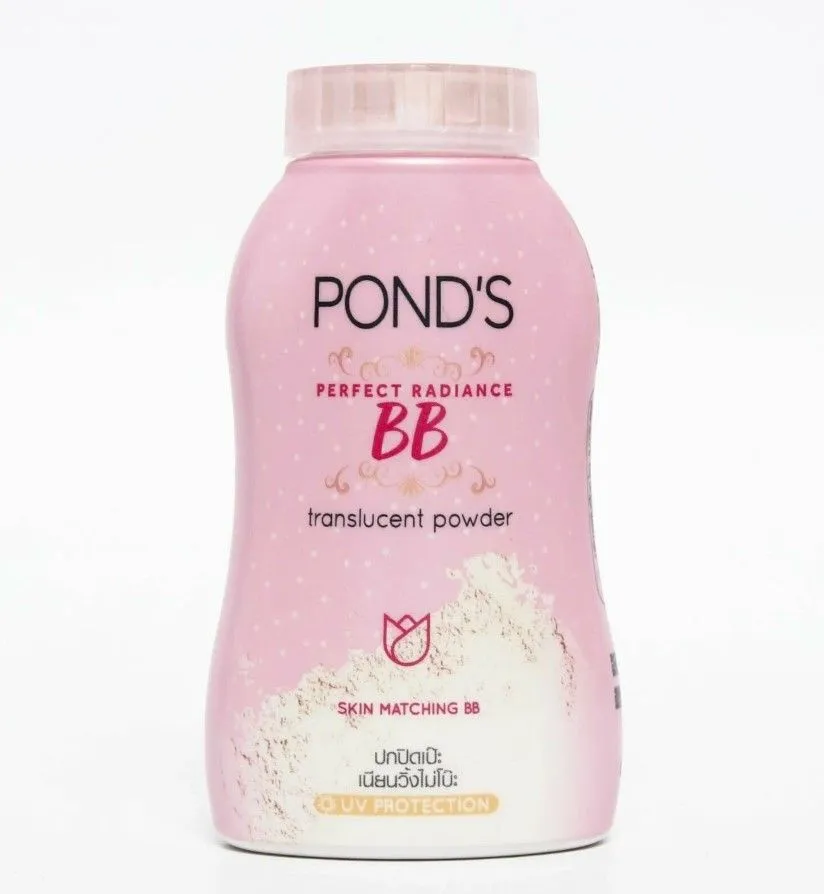 POND'S
PERFECT RADIANCE
BB
translucent powder
SKIN MATCHING BB
ปกปิดเป๊ะ
เนียนวิ้งไม่โบ๊ะ
UV PROTECTION